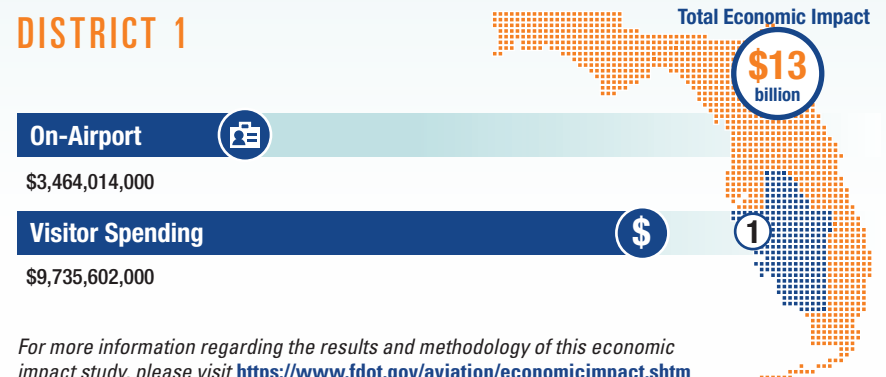 DISTRICT 1
Total Economic Impact
$13
billion
On-Airport
$3,464,014,000
Visitor Spending
$
1
$9,735,602,000
For more information regarding the results and methodology of this economic
impact study, please visit https://www.fdot.gov/aviation/economicimpact.shtm